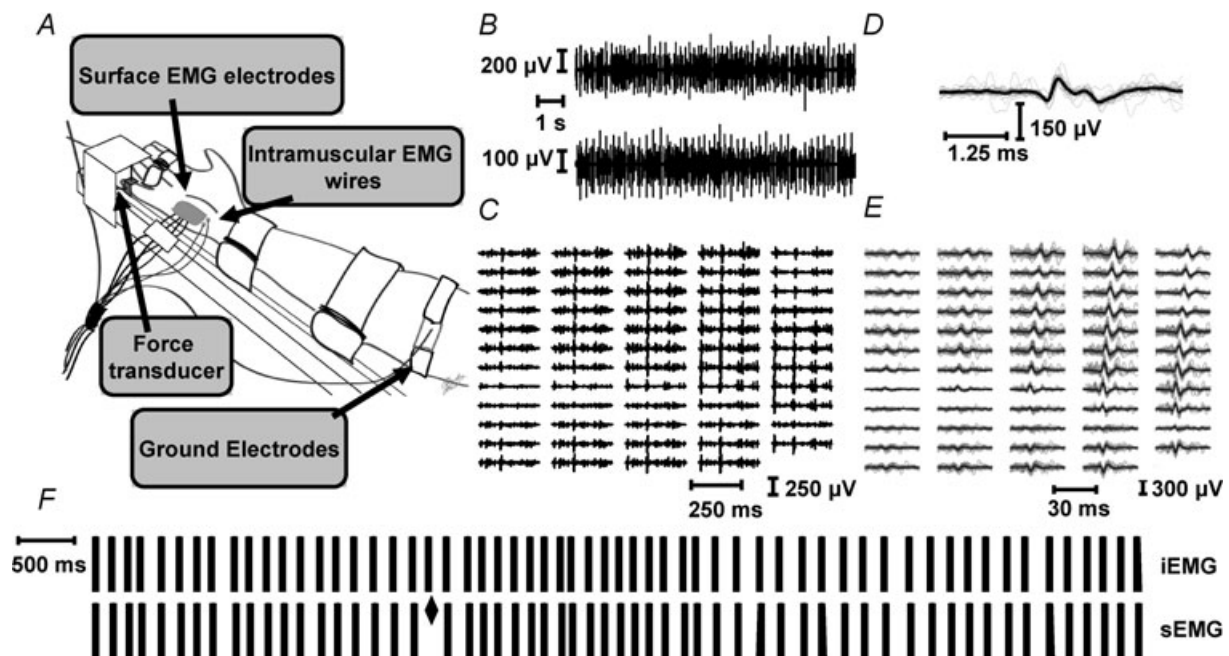 A
Surface EMG electrodes
Intramuscular EMG
wires
Force
transducer
Ground Electrodes
B
200 µV
1 s
100 µV
C
250 ms
250 µV
D
150 µV
1.25 ms
E
30 ms
300 µV
F
500 ms
iEMG
sEMG